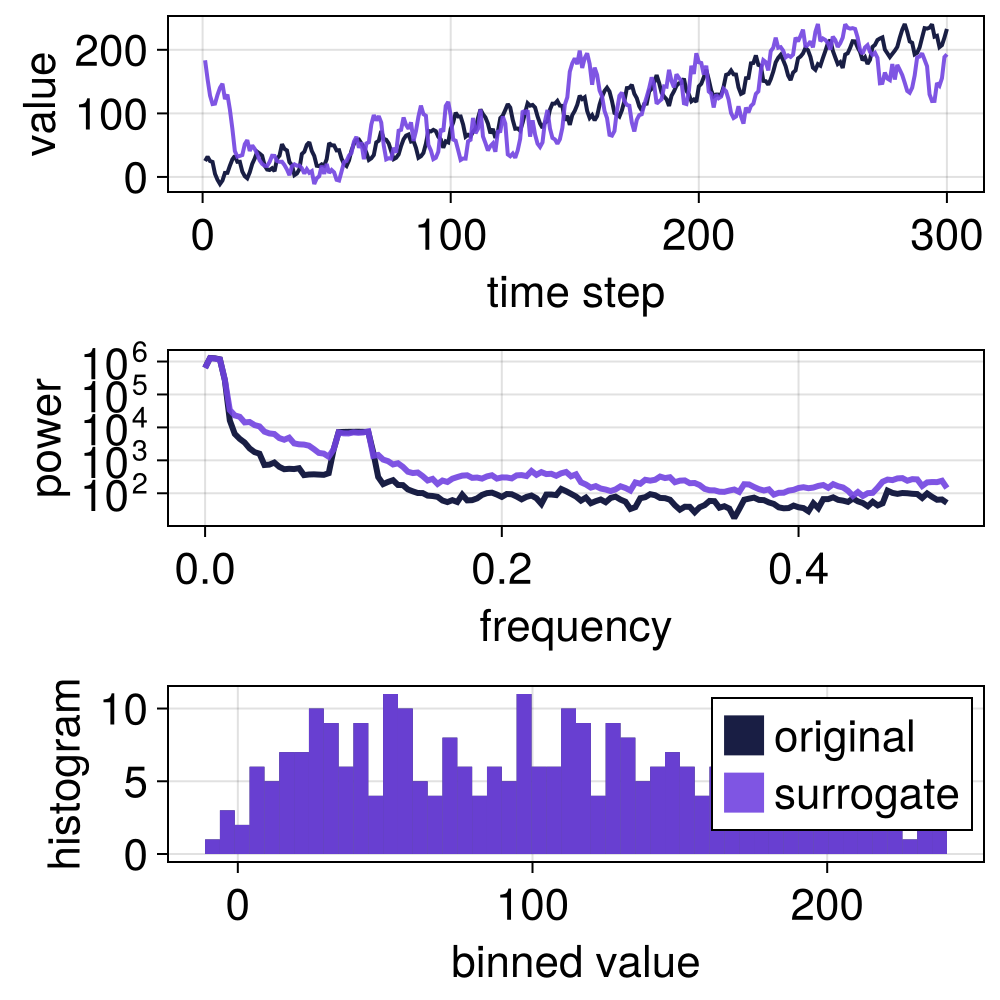 value
200
100
0
0 100 200 300
time step
power
10⁶
10⁵
10⁴
10³
10²
0.0 0.2 0.4
frequency
histogram
10
5
0
original
surrogate
0 100 200
binned value